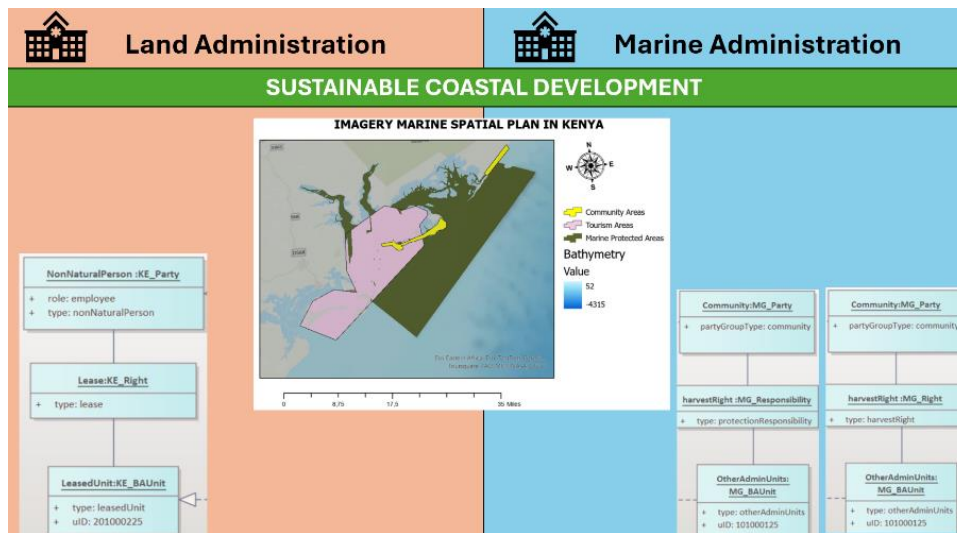 Land Administration
Marine Administration
SUSTAINABLE COASTAL DEVELOPMENT
IMAGERY MARINE SPATIAL PLAN IN KENYA
N
W E
S
Community Areas
Tourism Areas
Marine Protected Areas
Bathymetry
Value
52
-4315
0 8,75 17,5 35 Miles
NonNaturalPerson :KE_Party
+ role: employee
+ type: nonNaturalPerson
Lease:KE_Right
+ type: lease
LeasedUnit:KE_BAUnit
+ type: leasedUnit
+ uID: 201000225
Community:MG_Party
+ partyGroupType: community
harvestRight :MG_Responsibility
+ type: protectionResponsibility
OtherAdminUnits:
MG_BAUnit
+ type: otherAdminUnits
+ uID: 101000125
Community:MG_Party
+ partyGroupType: community
harvestRight :MG_Right
+ type: harvestRight
OtherAdminUnits:
MG_BAUnit
+ type: otherAdminUnits
+ uID: 101000125